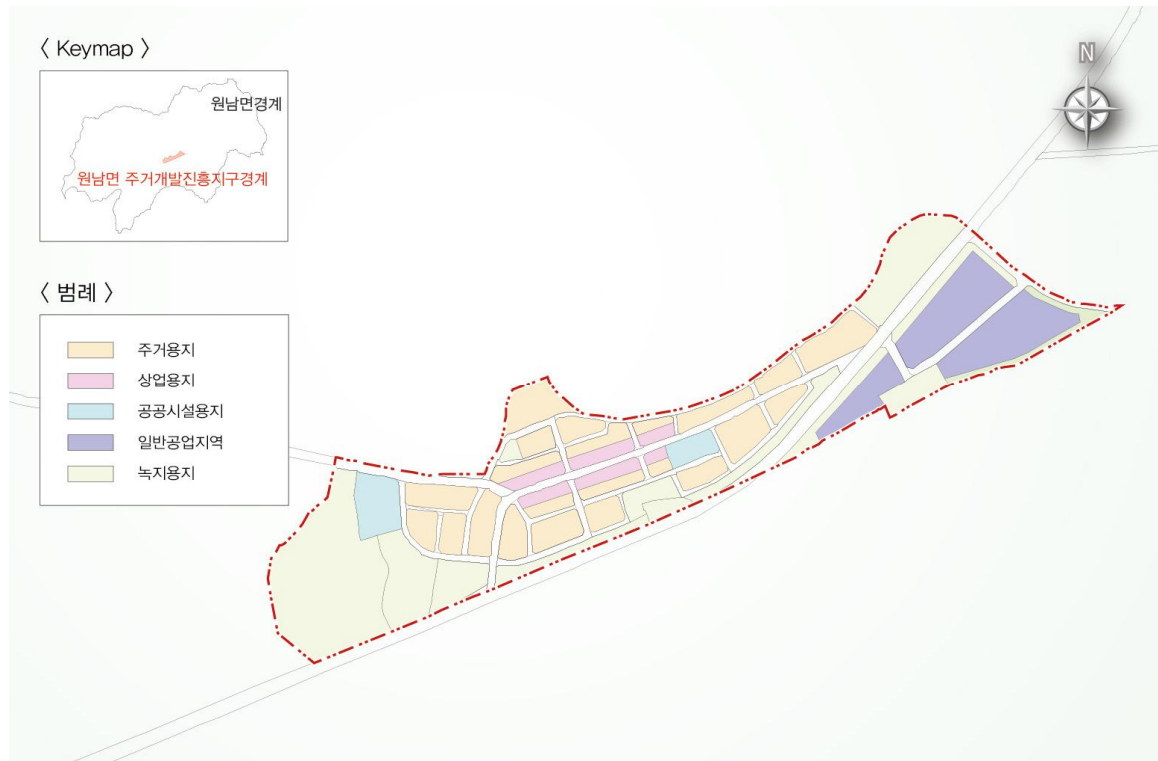 〈 Keymap 〉
원남면경계
원남면 주거개발진흥지구경계
N
〈 범례 〉
주거용지
상업용지
공공시설용지
일반공업지역
녹지용지